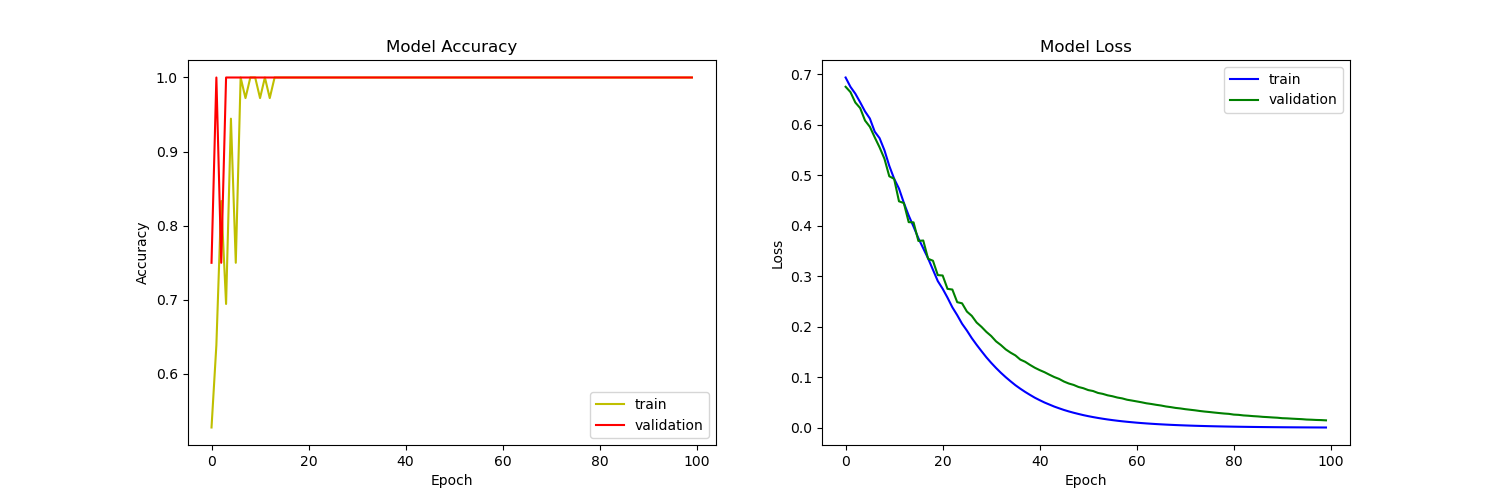 Model Accuracy
Accuracy
1.0
0.9
0.8
0.7
0.6
train
validation
0 20 40 60 80 100
Epoch
Model Loss
Loss
0.7
0.6
0.5
0.4
0.3
0.2
0.1
0.0
train
validation
0 20 40 60 80 100
Epoch